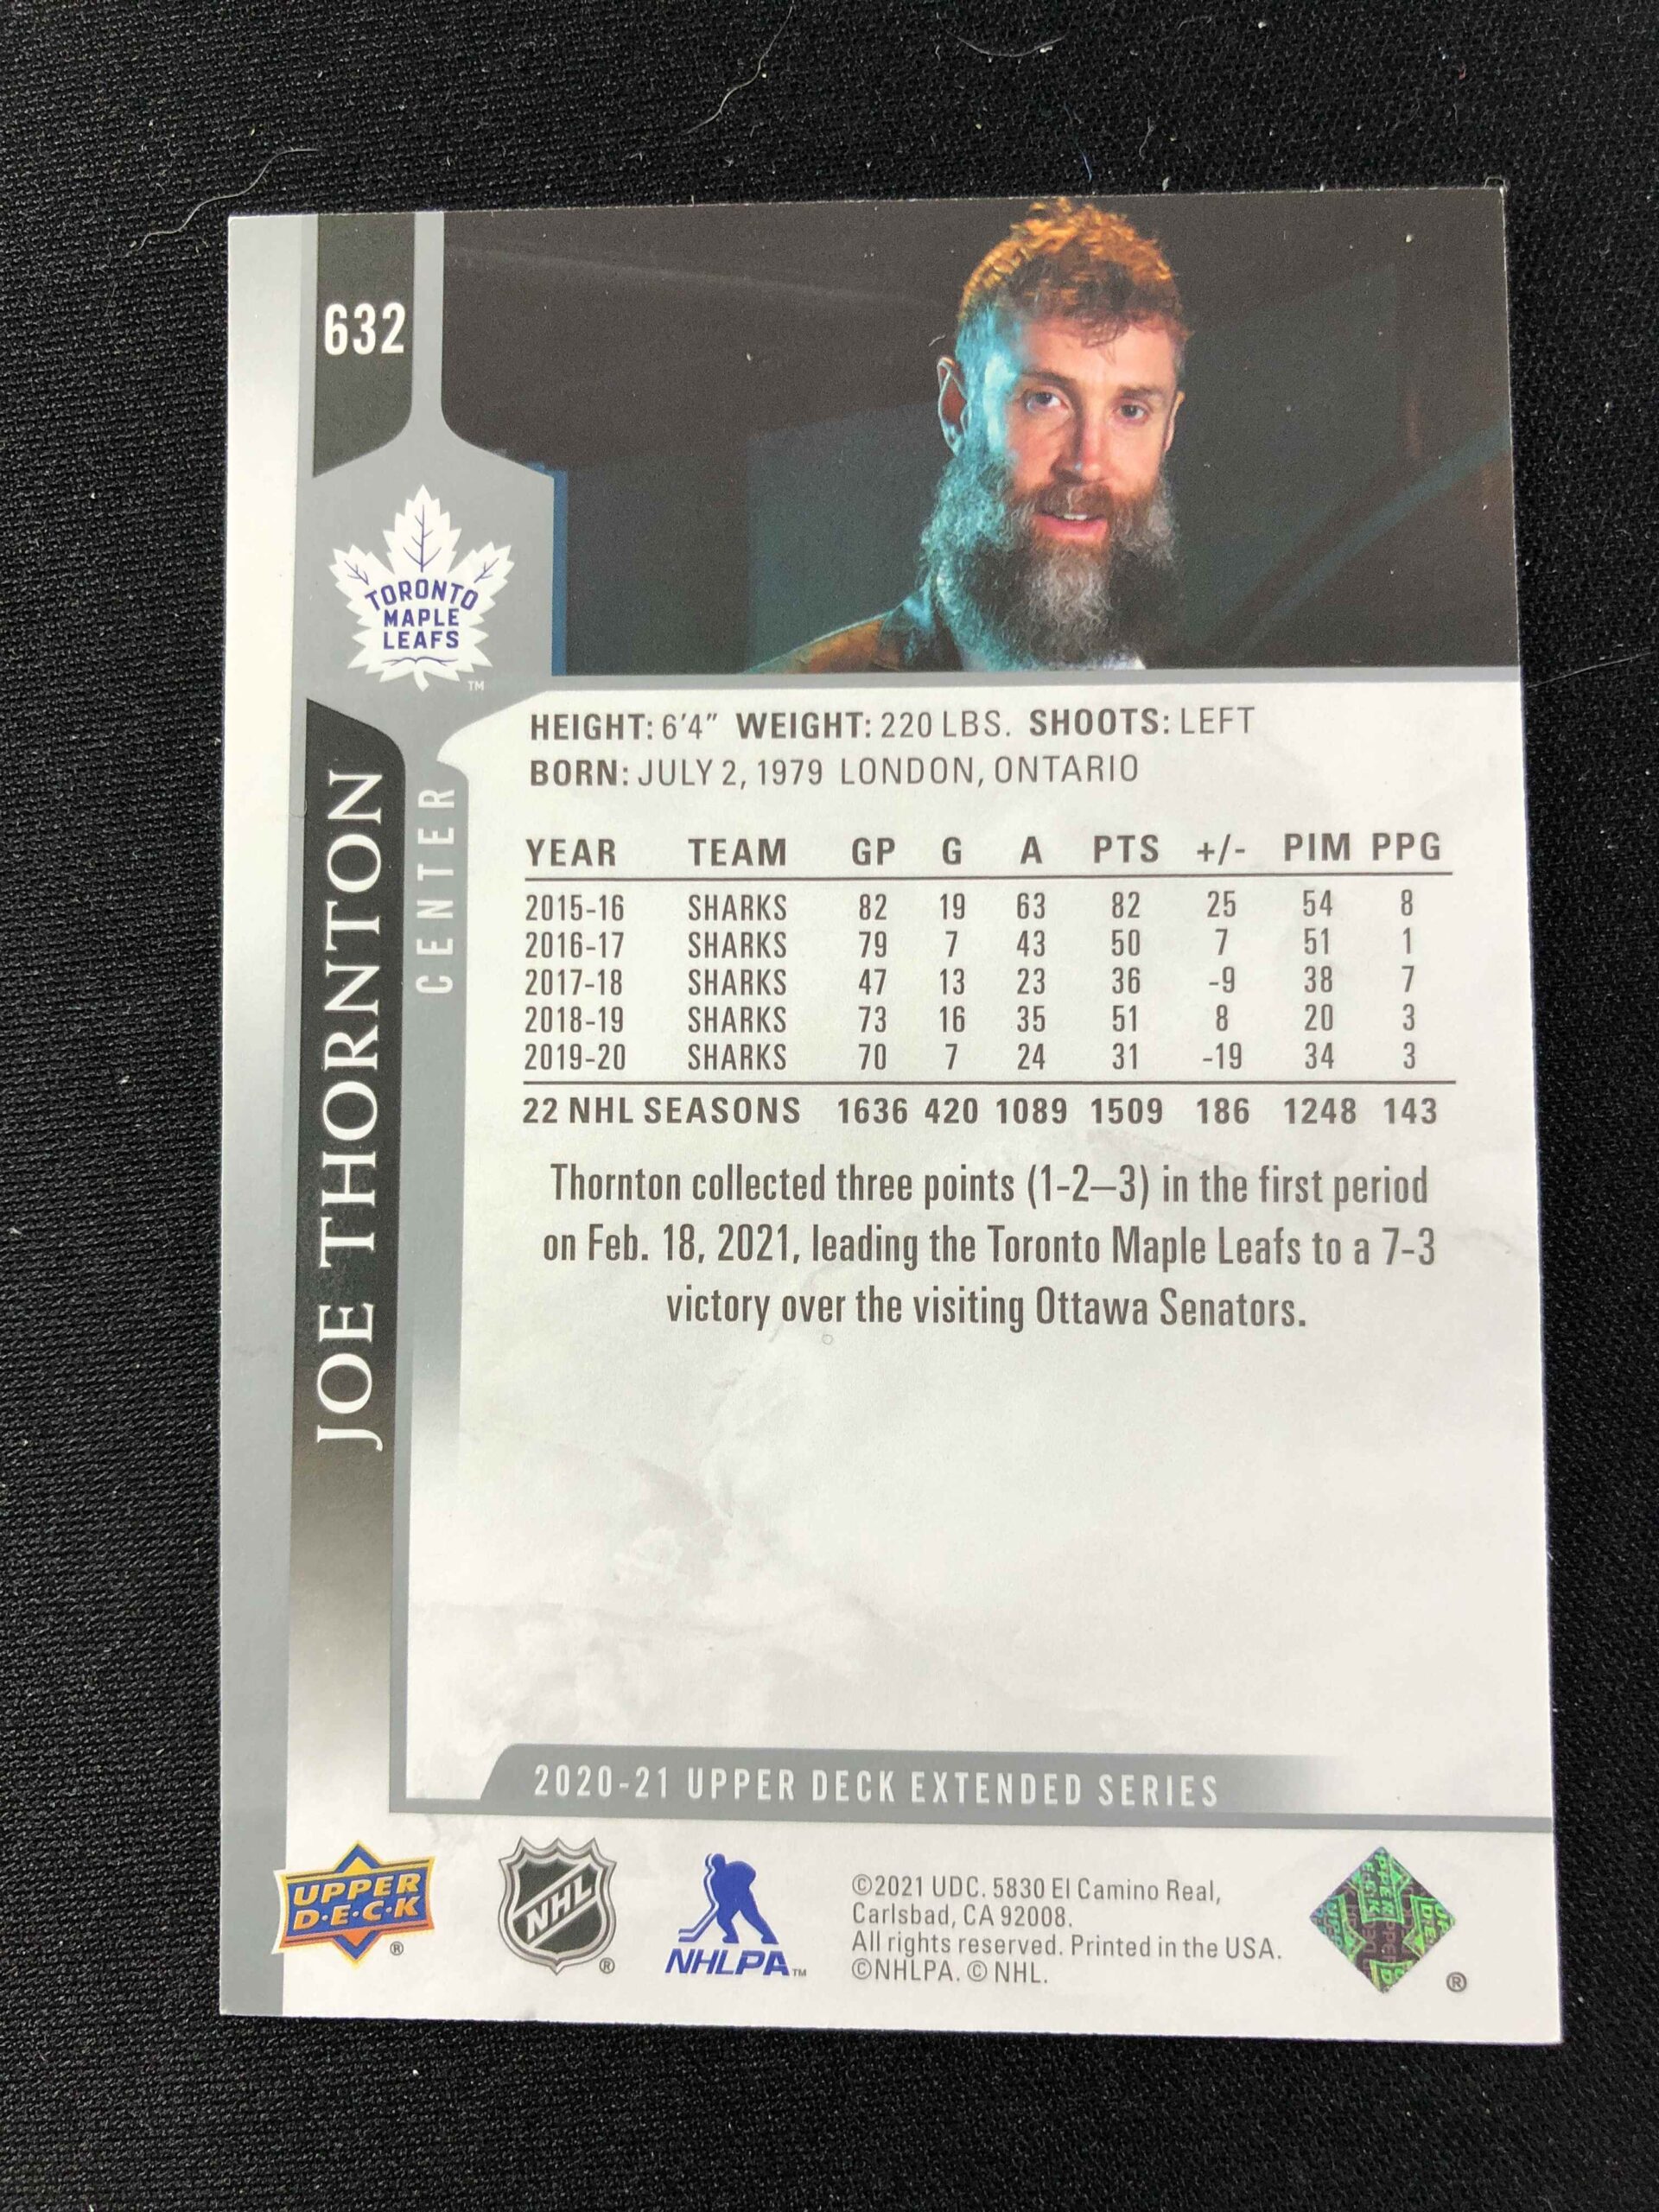 632
TORONTO
MAPLE
LEAFS
TM
JOE THORNTON
CENTER
HEIGHT: 6'4" WEIGHT: 220 LBS. SHOOTS: LEFT
BORN: JULY 2, 1979 LONDON, ONTARIO
YEAR TEAM GP G A PTS +/- PIM PPG
2015-16 SHARKS 82 19 63 82 25 54 8
2016-17 SHARKS 79 7 43 50 7 51 1
2017-18 SHARKS 47 13 23 36 -9 38 7
2018-19 SHARKS 73 16 35 51 8 20 3
2019-20 SHARKS 70 7 24 31 -19 34 3
22 NHL SEASONS 1636 420 1089 1509 186 1248 143
Thornton collected three points (1-2–3) in the first period
on Feb. 18, 2021, leading the Toronto Maple Leafs to a 7-3
victory over the visiting Ottawa Senators.
2020-21 UPPER DECK EXTENDED SERIES
UPPER
D·E·C·K
®
NHL
®
NHLPA TM
©2021 UDC. 5830 El Camino Real,
Carlsbad, CA 92008.
All rights reserved. Printed in the USA.
©NHLPA. © NHL.
®